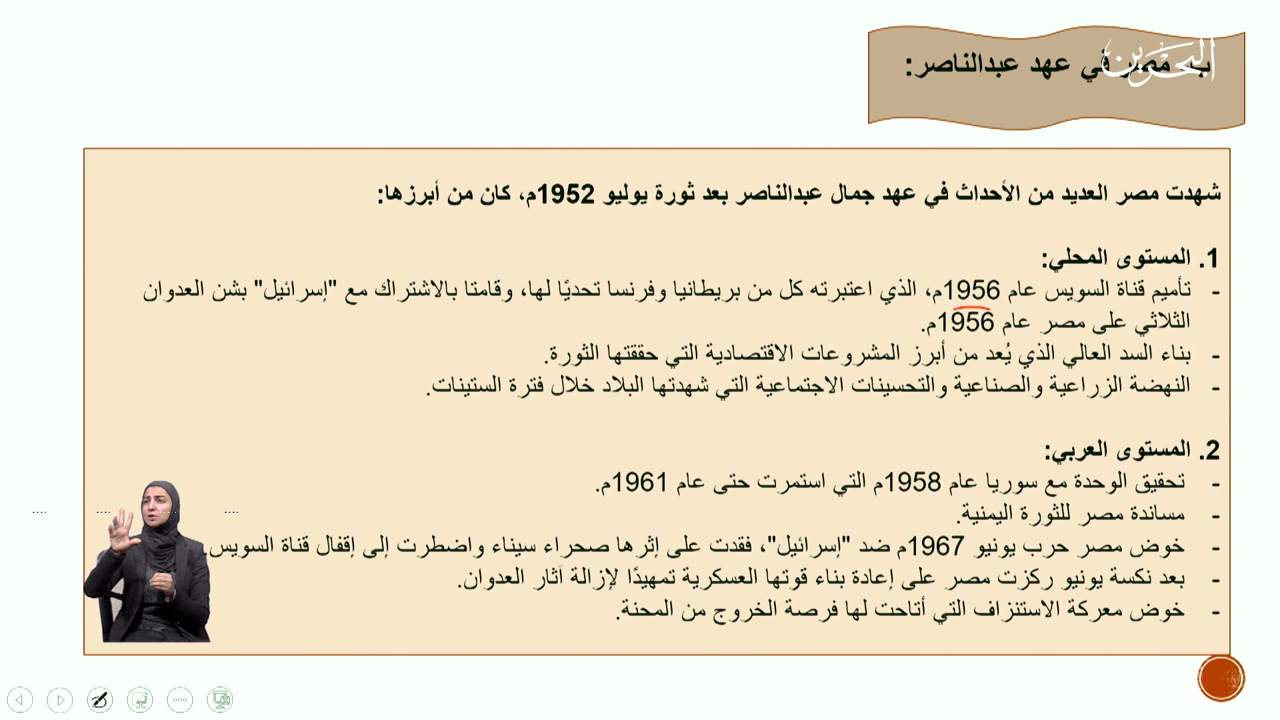 البحرين
مصر في عهد عبدالناصر:
شهدت مصر العديد من الأحداث في عهد جمال عبدالناصر بعد ثورة يوليو 1952م، كان من أبرزها:
1. المستوى المحلي:
- تأميم قناة السويس عام 1956م، الذي اعتبرته كل من بريطانيا وفرنسا تحديًا لها، وقامتا بالاشتراك مع "إسرائيل" بشن العدوان
الثلاثي على مصر عام 1956م.
- بناء السد العالي الذي يُعد من أبرز المشروعات الاقتصادية التي حققتها الثورة.
- النهضة الزراعية والصناعية والتحسينات الاجتماعية التي شهدتها البلاد خلال فترة الستينات.
2. المستوى العربي:
- تحقيق الوحدة مع سوريا عام 1958م التي استمرت حتى عام 1961م.
- مساندة مصر للثورة اليمنية.
- خوض مصر حرب يونيو 1967م ضد "إسرائيل"، فقدت على إثرها صحراء سيناء واضطرت إلى إقفال قناة السويس.
- بعد نكسة يونيو ركزت مصر على إعادة بناء قوتها العسكرية تمهيدًا لإزالة آثار العدوان.
- خوض معركة الاستنزاف التي أتاحت لها فرصة الخروج من المحنة.